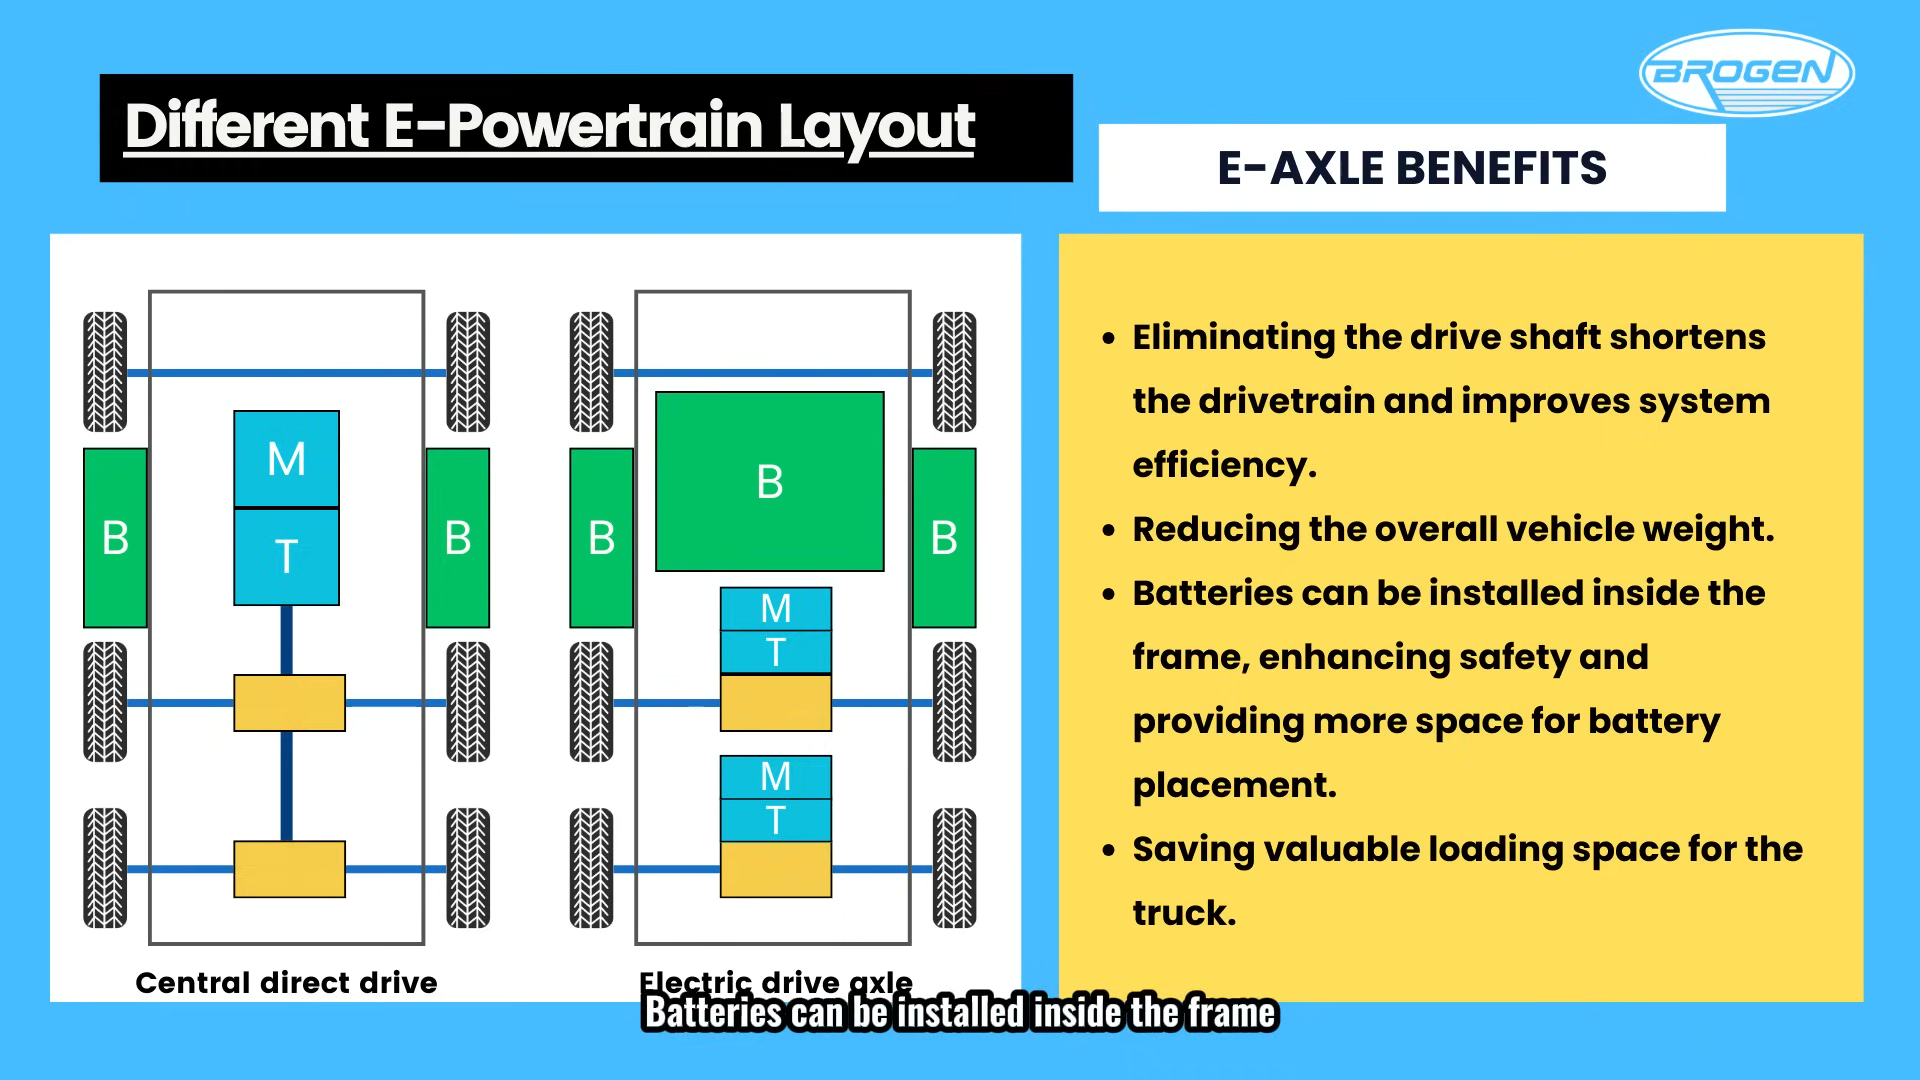 BROGEN
Different E-Powertrain Layout
E-AXLE BENEFITS
M
T
B
B
B
B
B
M
T
M
T
Central direct drive
Electric drive axle
• Eliminating the drive shaft shortens
the drivetrain and improves system
efficiency.
• Reducing the overall vehicle weight.
• Batteries can be installed inside the
frame, enhancing safety and
providing more space for battery
placement.
• Saving valuable loading space for the
truck.
Batteries can be installed inside the frame